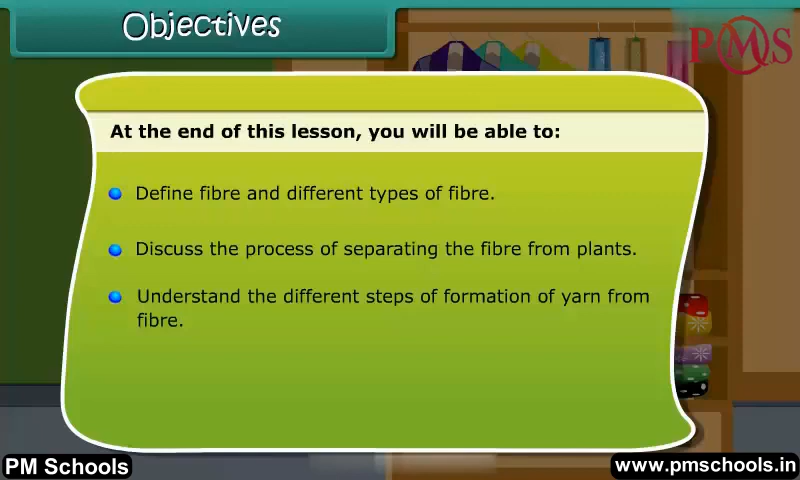 Objectives
PMS
At the end of this lesson, you will be able to:
Define fibre and different types of fibre.
Discuss the process of separating the fibre from plants.
Understand the different steps of formation of yarn from
fibre.
PM Schools
www.pmschools.in